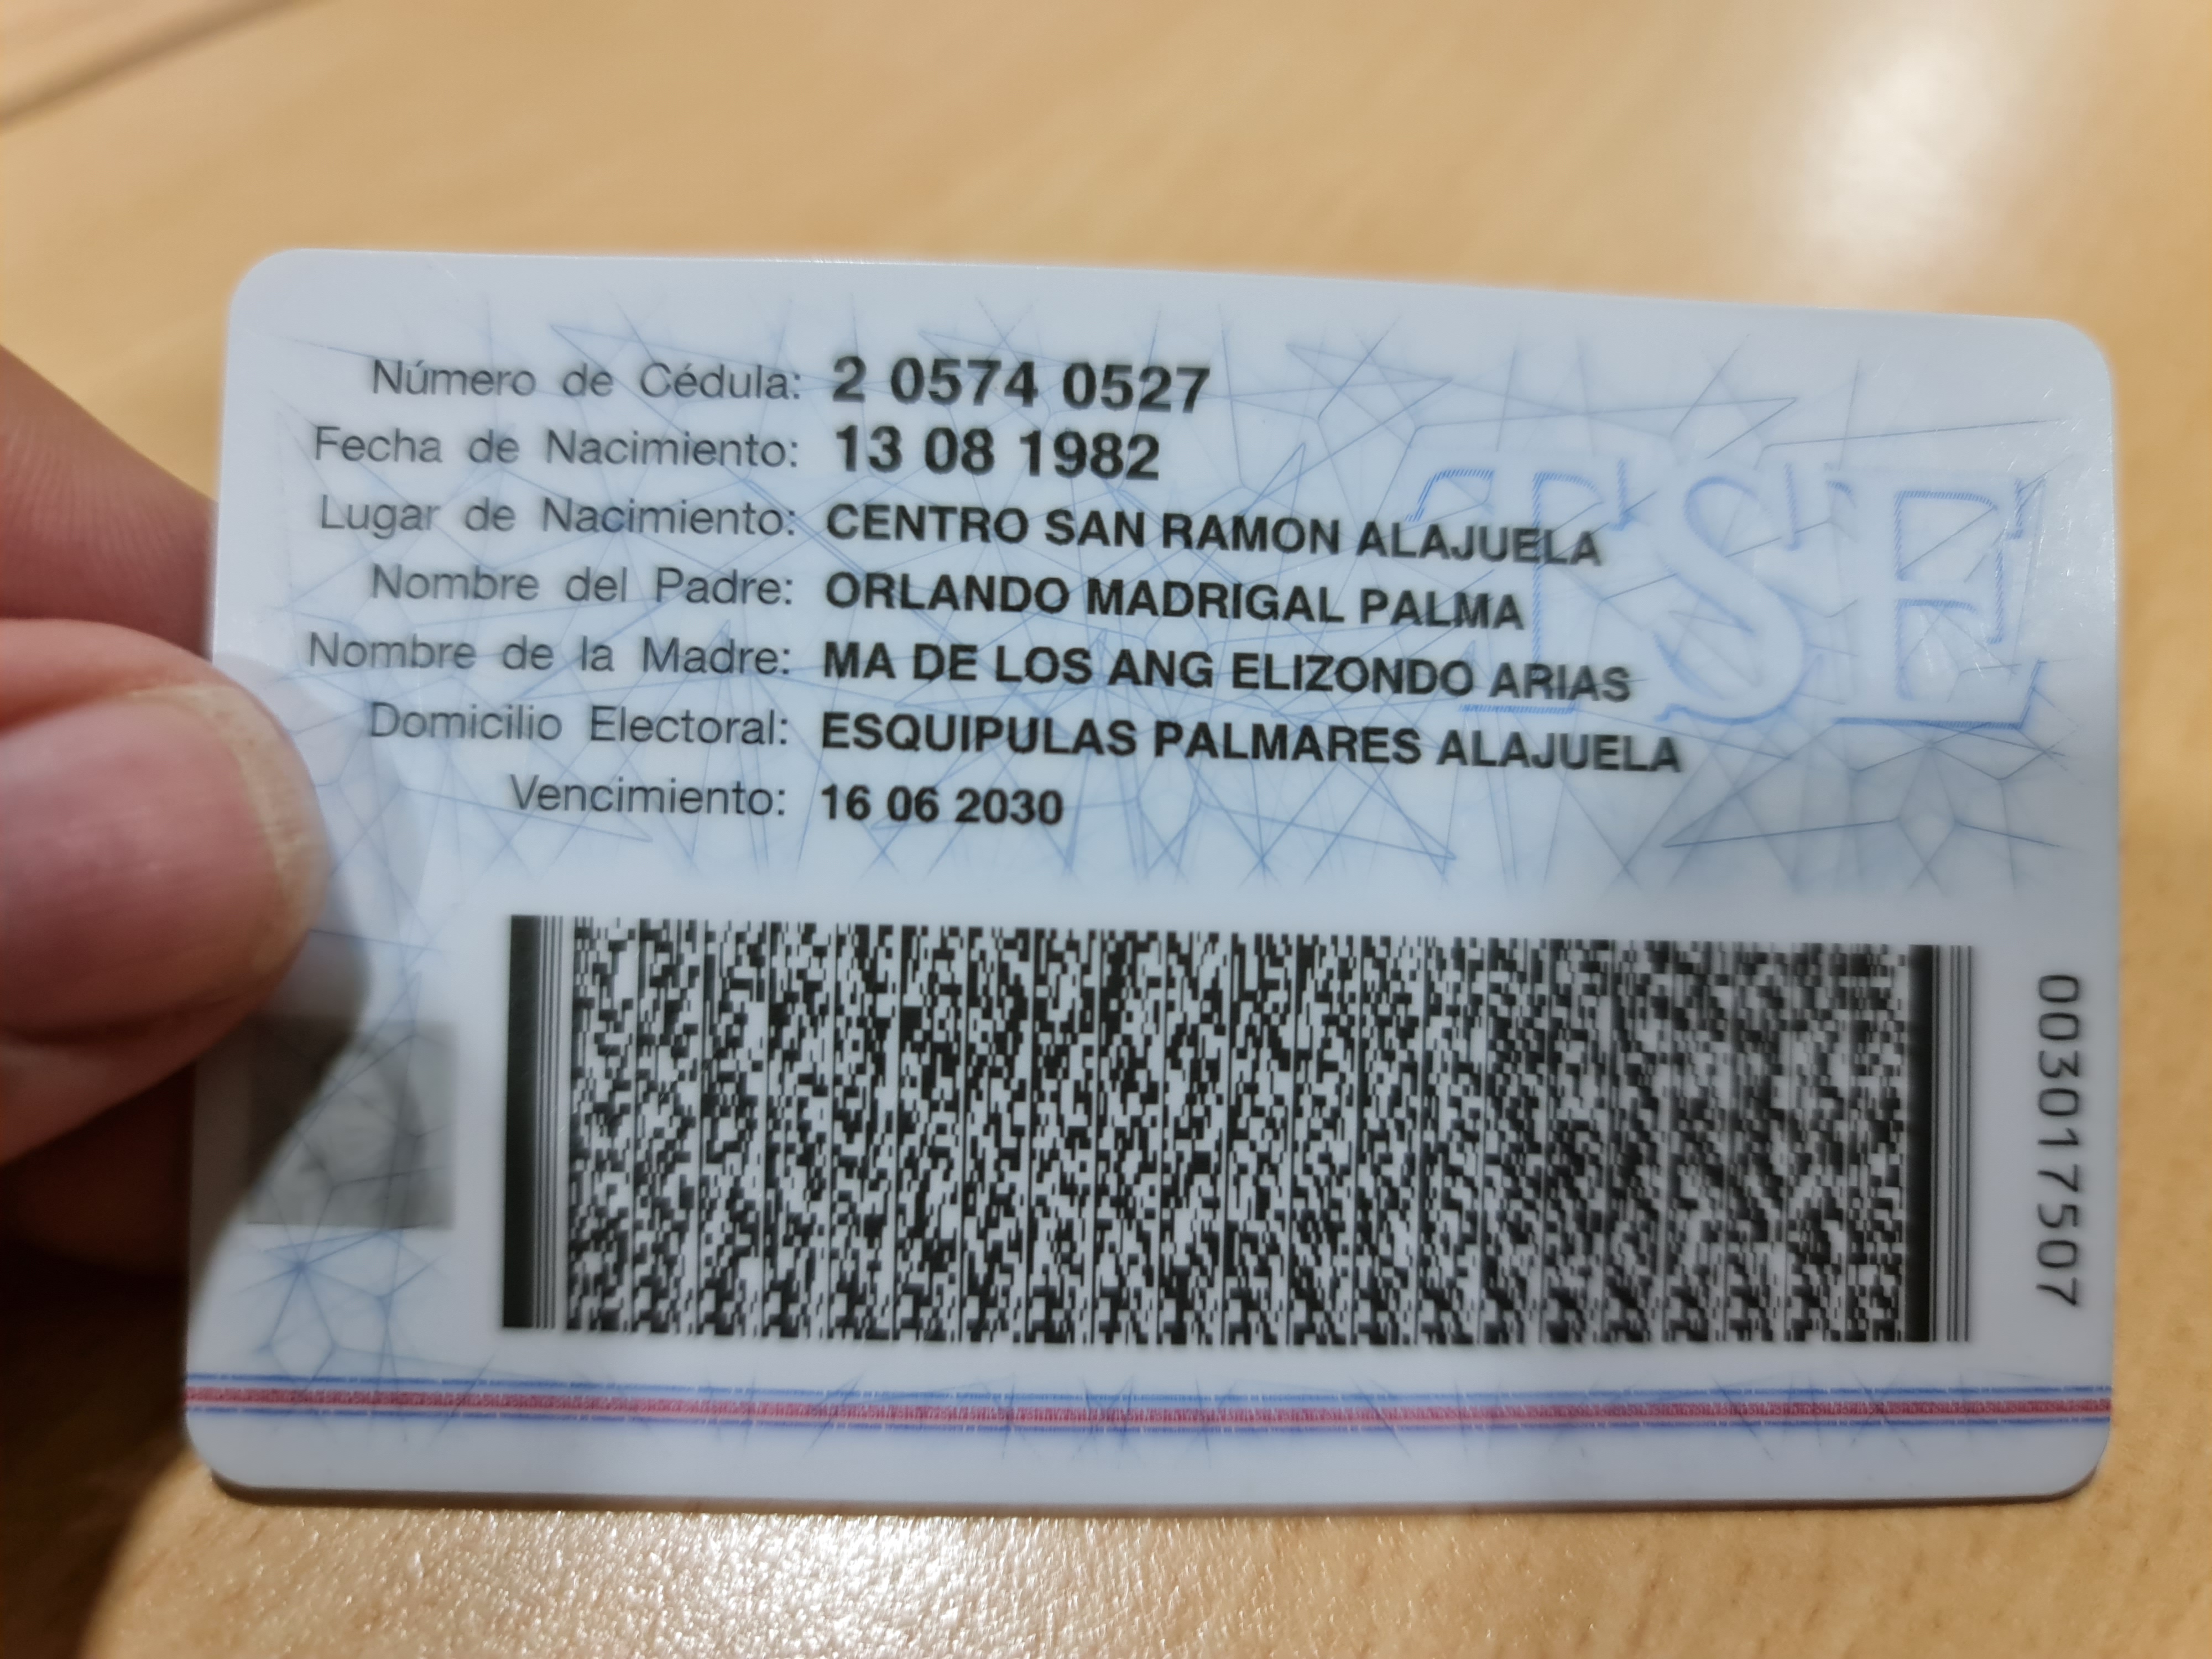 Número de Cédula: 2 0574 0527
Fecha de Nacimiento: 13 08 1982
Lugar de Nacimiento: CENTRO SAN RAMON ALAJUELA
Nombre del Padre: ORLANDO MADRIGAL PALMA
Nombre de la Madre: MA DE LOS ANG ELIZONDO ARIAS
Domicilio Electoral: ESQUIPULAS PALMARES ALAJUELA
Vencimiento: 16 06 2030
TSE
003017507